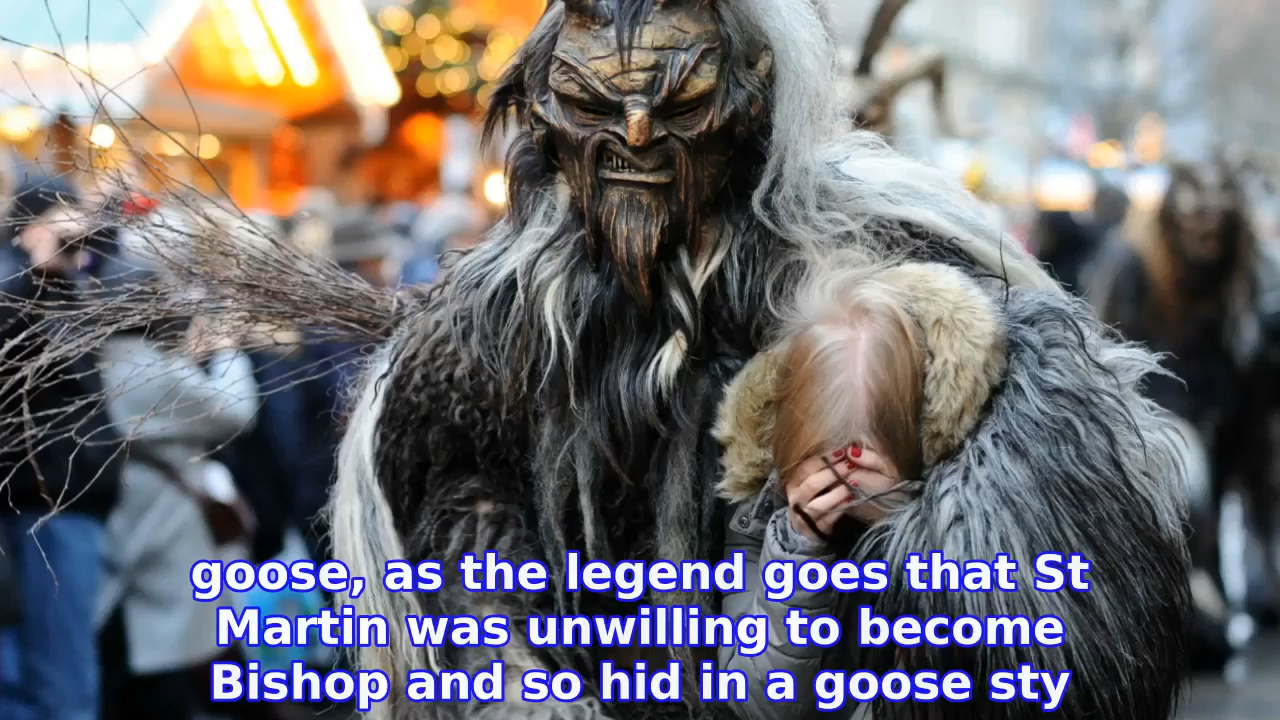 goose, as the legend goes that St
Martin was unwilling to become
Bishop and so hid in a goose sty